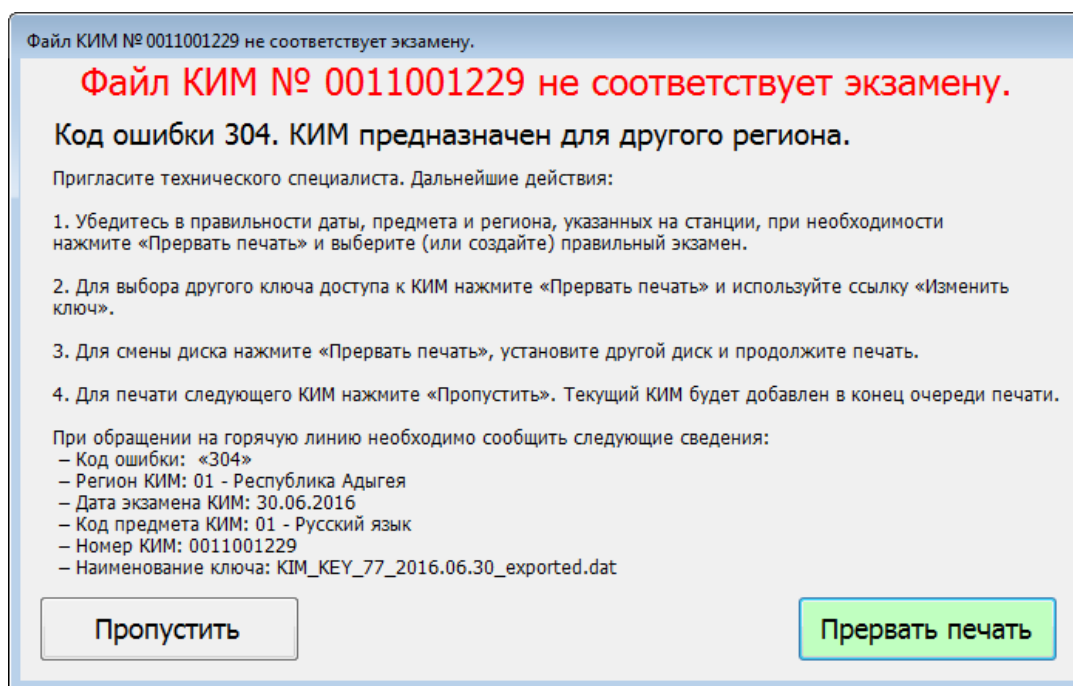 Файл КИМ № 0011001229 не соответствует экзамену.
Файл КИМ № 0011001229 не соответствует экзамену.
Код ошибки 304. КИМ предназначен для другого региона.
Пригласите технического специалиста. Дальнейшие действия:
1. Убедитесь в правильности даты, предмета и региона, указанных на станции, при необходимости
нажмите «Прервать печать» и выберите (или создайте) правильный экзамен.
2. Для выбора другого ключа доступа к КИМ нажмите «Прервать печать» и используйте ссылку «Изменить
ключ».
3. Для смены диска нажмите «Прервать печать», установите другой диск и продолжите печать.
4. Для печати следующего КИМ нажмите «Пропустить». Текущий КИМ будет добавлен в конец очереди печати.
При обращении на горячую линию необходимо сообщить следующие сведения:
– Код ошибки: «304»
– Регион КИМ: 01 - Республика Адыгея
– Дата экзамена КИМ: 30.06.2016
– Код предмета КИМ: 01 - Русский язык
– Номер КИМ: 0011001229
– Наименование ключа: KIM_KEY_77_2016.06.30_exported.dat
Пропустить
Прервать печать